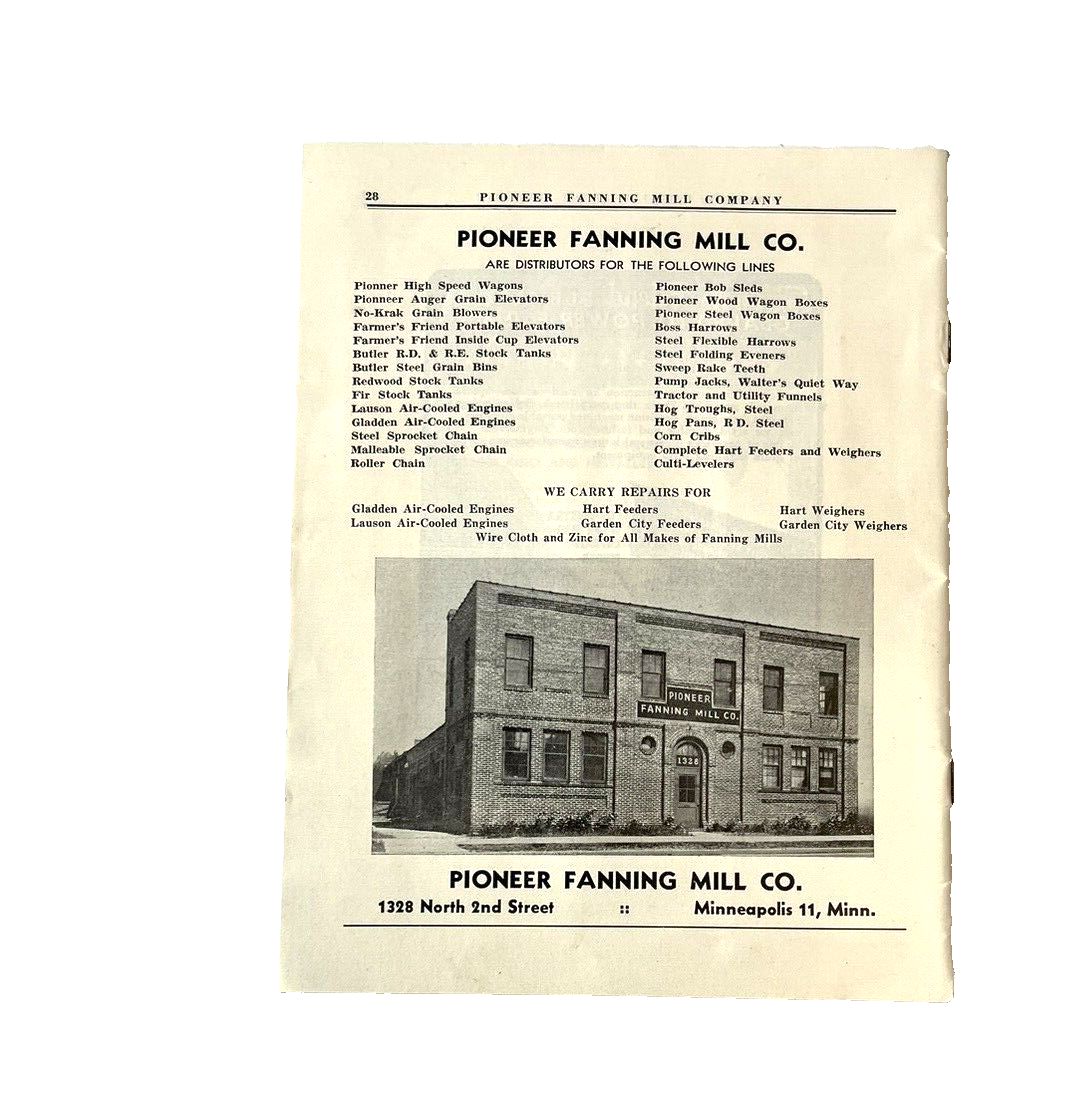 28
PIONEER FANNING MILL COMPANY
PIONEER FANNING MILL CO.
ARE DISTRIBUTORS FOR THE FOLLOWING LINES
Pionner High Speed Wagons
Pionneer Auger Grain Elevators
No-Krak Grain Blowers
Farmer's Friend Portable Elevators
Farmer's Friend Inside Cup Elevators
Butler R.D. & R.E. Stock Tanks
Butler Steel Grain Bins
Redwood Stock Tanks
Fir Stock Tanks
Lauson Air-Cooled Engines
Gladden Air-Cooled Engines
Steel Sprocket Chain
Malleable Sprocket Chain
Roller Chain
Pioneer Bob Sleds
Pioneer Wood Wagon Boxes
Pioneer Steel Wagon Boxes
Boss Harrows
Steel Flexible Harrows
Steel Folding Eveners
Sweep Rake Teeth
Pump Jacks, Walter's Quiet Way
Tractor and Utility Funnels
Hog Troughs, Steel
Hog Pans, R D. Steel
Corn Cribs
Complete Hart Feeders and Weighers
Culti-Levelers
WE CARRY REPAIRS FOR
Gladden Air-Cooled Engines Hart Feeders Hart Weighers
Lauson Air-Cooled Engines Garden City Feeders Garden City Weighers
Wire Cloth and Zinc for All Makes of Fanning Mills
PIONEER
FANNING MILL CO.
1328
PIONEER FANNING MILL CO.
1328 North 2nd Street :: Minneapolis 11, Minn.